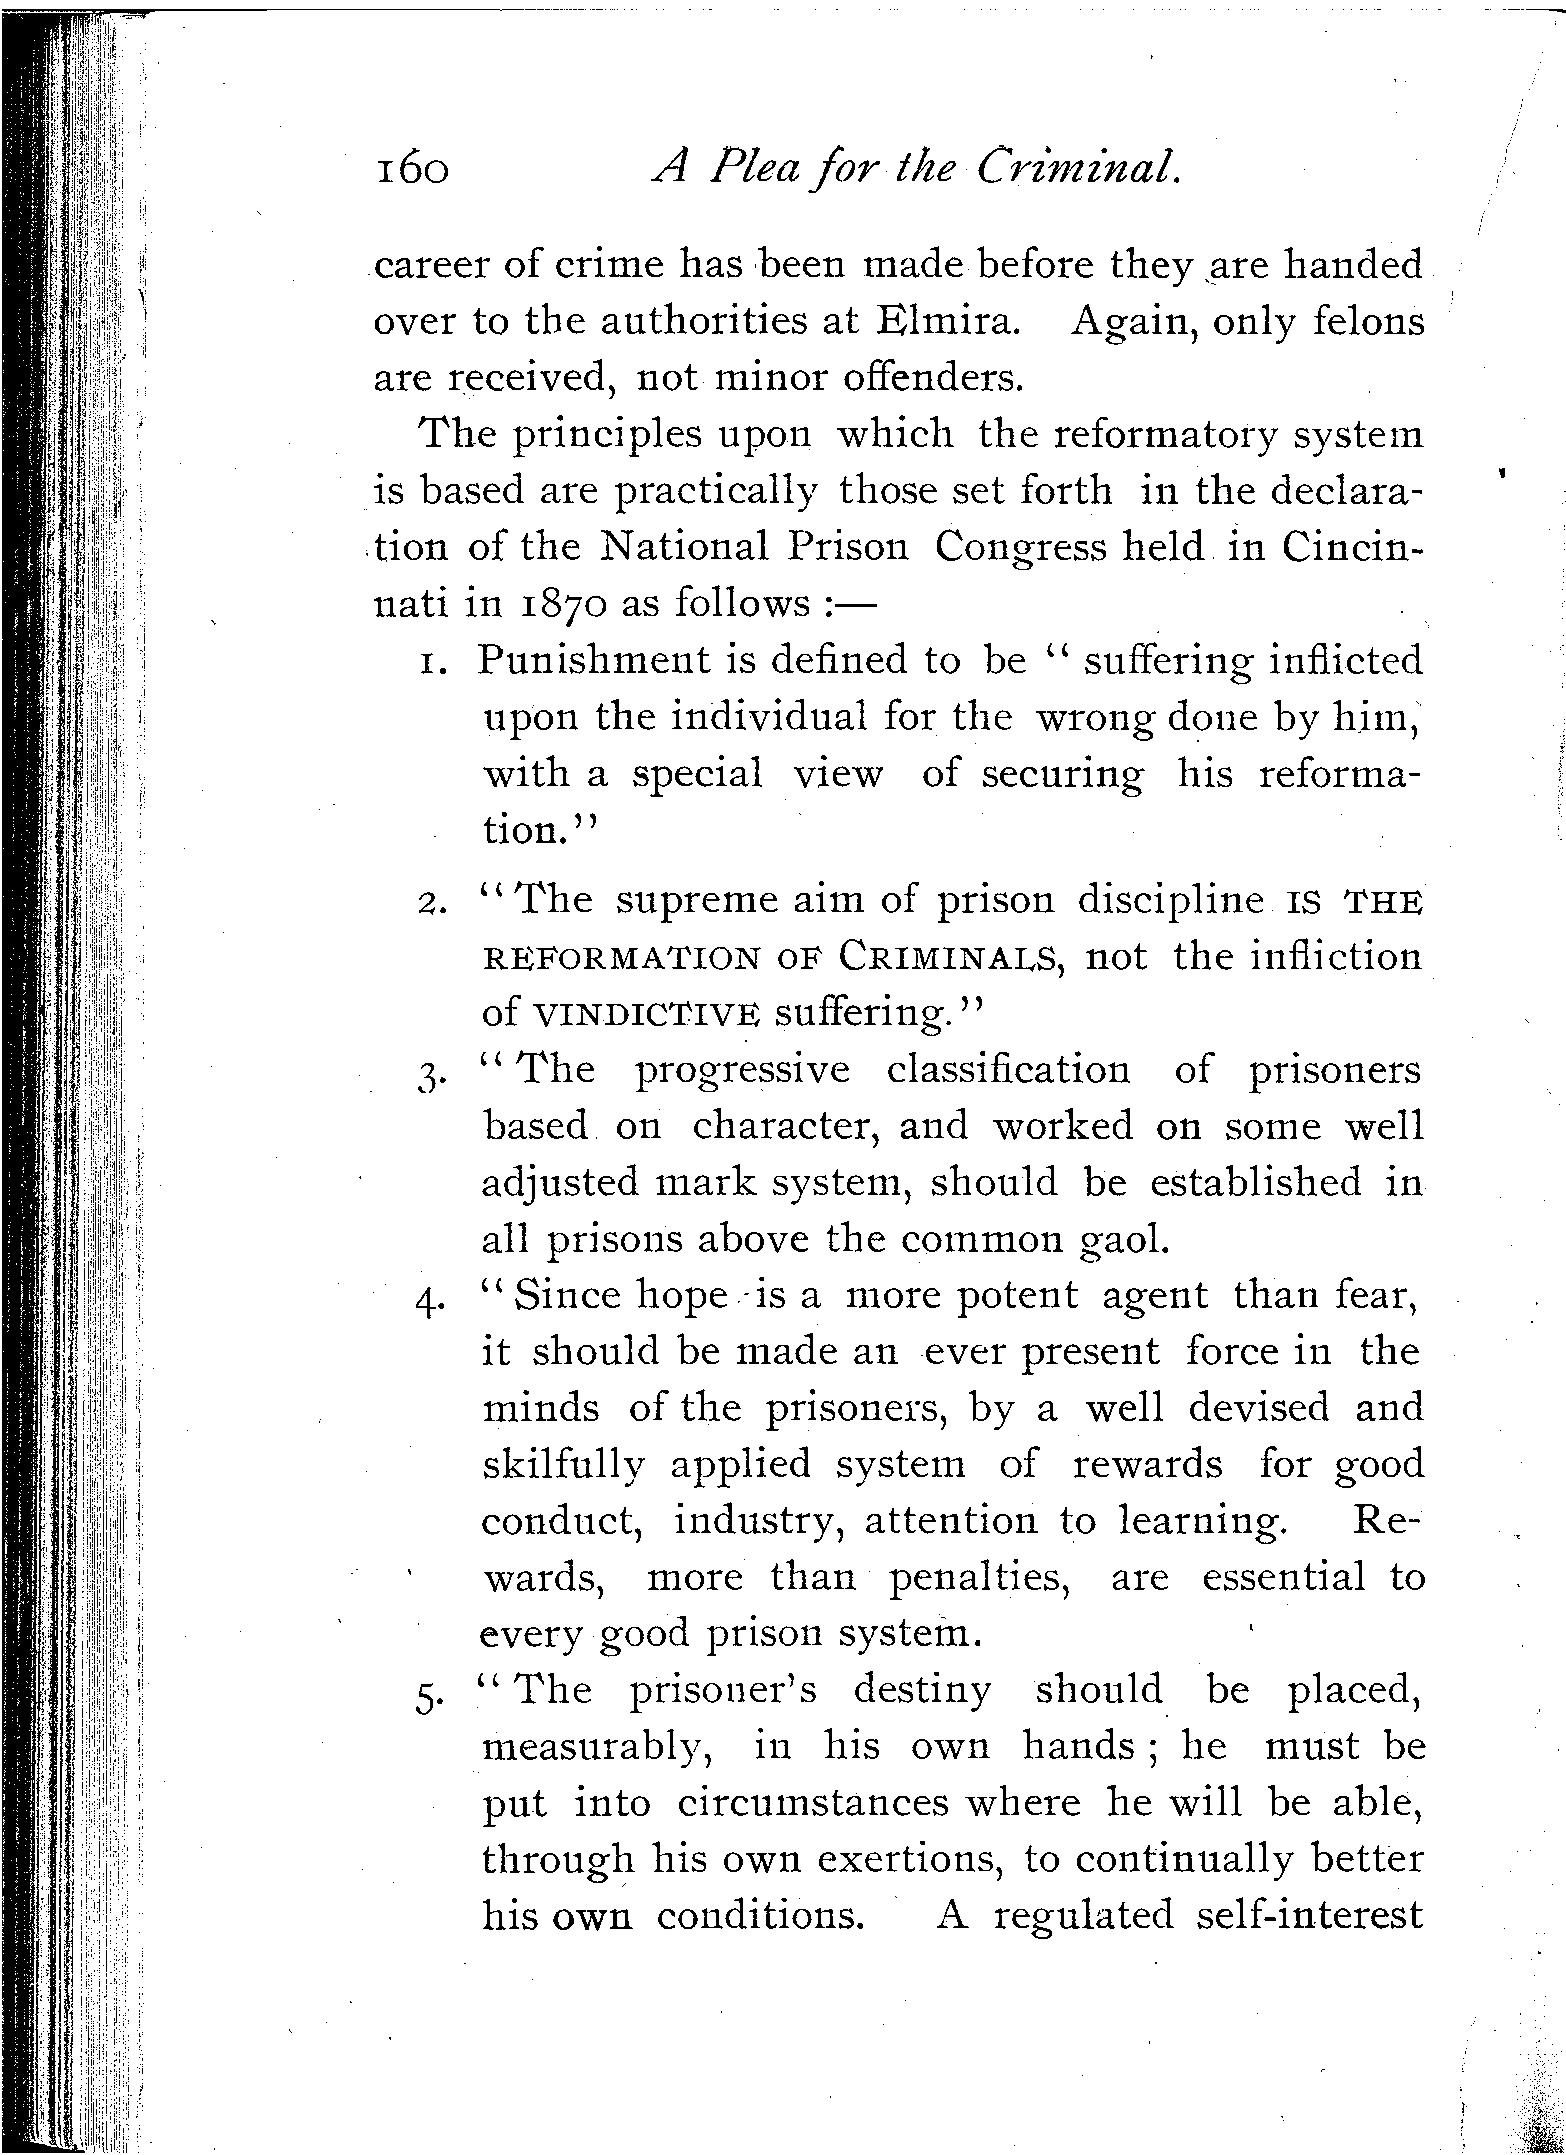 160 A Plea for the Criminal.
career of crime has been made before they are handed
over to the authorities at Elmira. Again, only felons
are received, not minor offenders.
The principles upon which the reformatory system
is based are practically those set forth in the declara-
tion of the National Prison Congress held in Cincin-
nati in 1870 as follows :—
1. Punishment is defined to be “ suffering inflicted
upon the individual for the wrong done by him,
with a special view of securing his reforma-
tion.”
2. “ The supreme aim of prison discipline IS THE
REFORMATION OF CRIMINALS, not the infliction
of VINDICTIVE suffering.”
3. “ The progressive classification of prisoners
based on character, and worked on some well
adjusted mark system, should be established in
all prisons above the common gaol.
4. “ Since hope is a more potent agent than fear,
it should be made an ever present force in the
minds of the prisoners, by a well devised and
skilfully applied system of rewards for good
conduct, industry, attention to learning. Re-
wards, more than penalties, are essential to
every good prison system.
5. “ The prisoner's destiny should be placed,
measurably, in his own hands ; he must be
put into circumstances where he will be able,
through his own exertions, to continually better
his own conditions. A regulated self-interest